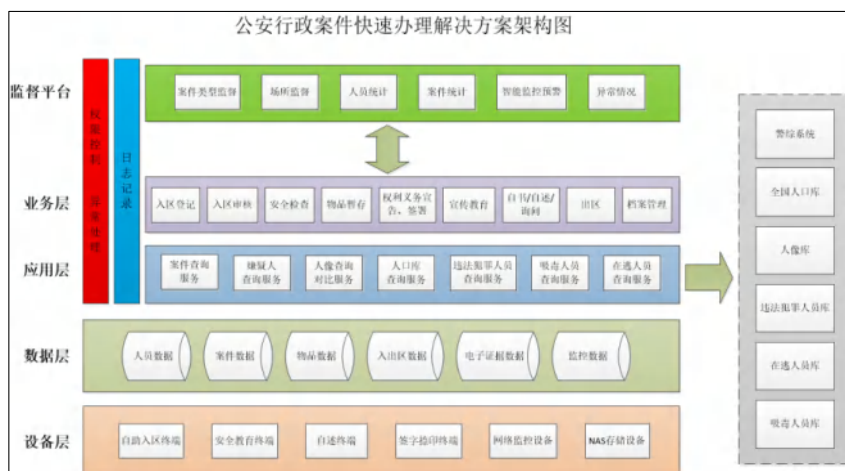 公安行政案件快速办理解决方案架构图
监督平台
案件类型监督
场所监督
人员统计
案件统计
智能监控预警
异常情况
权限控制
异常处理
日志记录
业务层
入区登记
入区审核
安全检查
物品暂存
权利义务宣
告、签署
宣传教育
自书/自述/
询问
出区
档案管理
应用层
案件查询
服务
嫌疑人
查询服务
人像查询
对比服务
人口库
查询服务
违法犯罪人员
查询服务
吸毒人员
查询服务
在逃人员
查询服务
数据层
人员数据
案件数据
物品数据
入出区数据
电子证据数据
监控数据
设备层
自助入区终端
安全教育终端
自述终端
签字捺印终端
网络监控设备
NAS存储设备
警综系统
全国人口库
人像库
违法犯罪人员库
在逃人员库
吸毒人员库